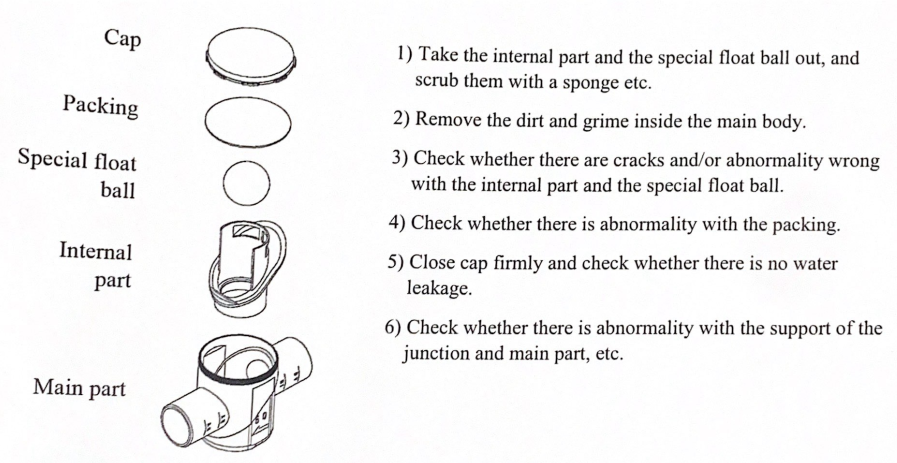 Cap
Packing
Special float
ball
Internal
part
Main part
1) Take the internal part and the special float ball out, and
scrub them with a sponge etc.
2) Remove the dirt and grime inside the main body.
3) Check whether there are cracks and/or abnormality wrong
with the internal part and the special float ball.
4) Check whether there is abnormality with the packing.
5) Close cap firmly and check whether there is no water
leakage.
6) Check whether there is abnormality with the support of the
junction and main part, etc.